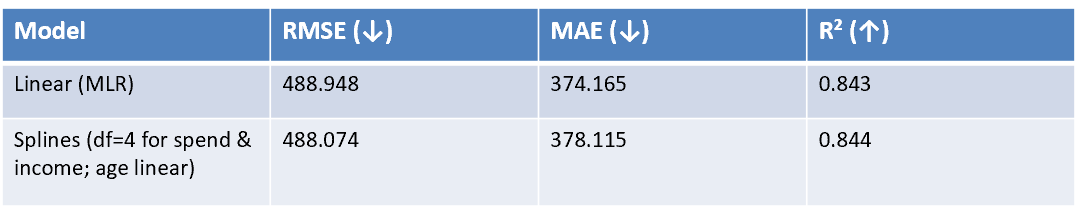 Model RMSE (↓) MAE (↓) R² (↑)
Linear (MLR) 488.948 374.165 0.843
Splines (df=4 for spend & 488.074 378.115 0.844
income; age linear)